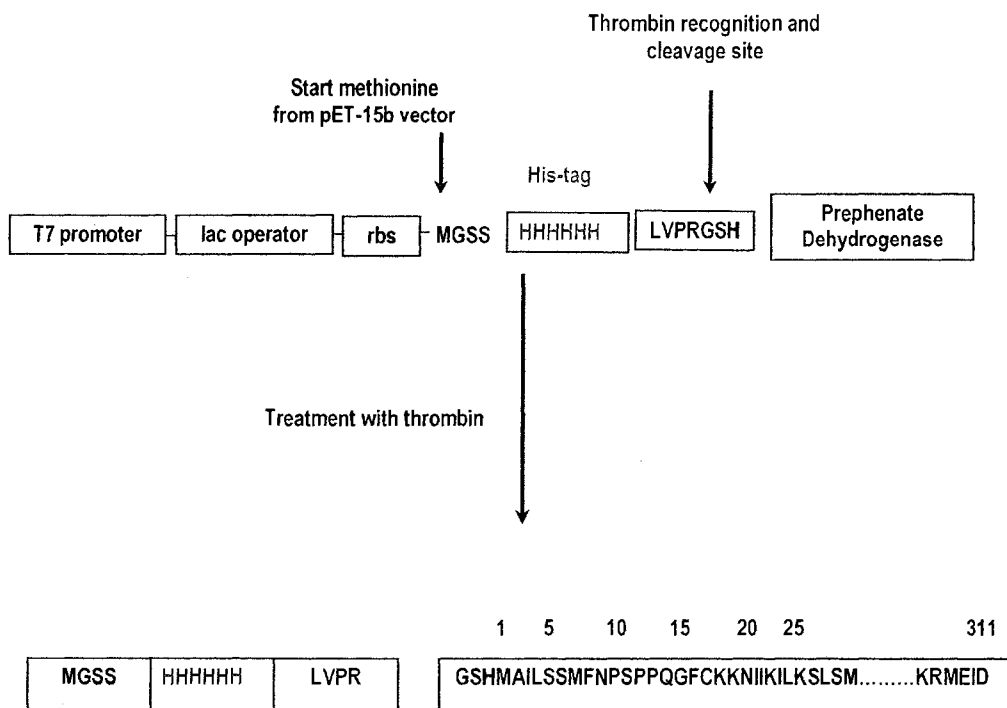 Thrombin recognition and
cleavage site
Start methionine
from pET-15b vector
His-tag
T7 promoter
lac operator
rbs
MGSS
HHHHHH
LVPRGSH
Prephenate
Dehydrogenase
Treatment with thrombin
1 5 10 15 20 25 311
MGSS HHHHHH LVPR
GSHMAILSSMFNPSPPQGFCKKNIIKILKSLSM.........KRMEID